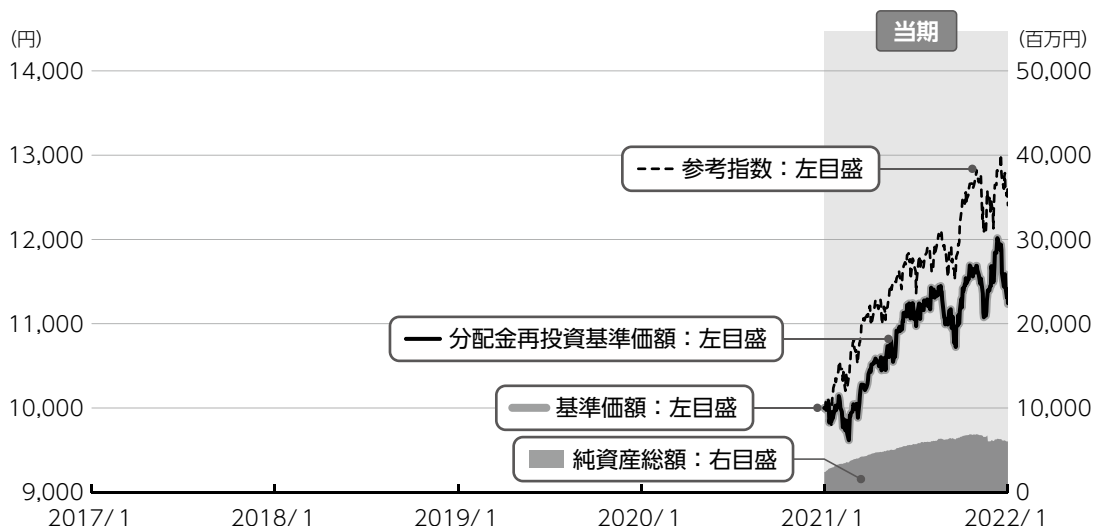 当期
(円)
(百万円)
14,000
50,000
13,000
40,000
参考指数：左目盛
12,000
30,000
11,000
20,000
分配金再投資基準価額：左目盛
10,000
10,000
基準価額：左目盛
純資産総額：右目盛
9,000
0
2017/1
2018/1
2019/1
2020/1
2021/1
2022/1